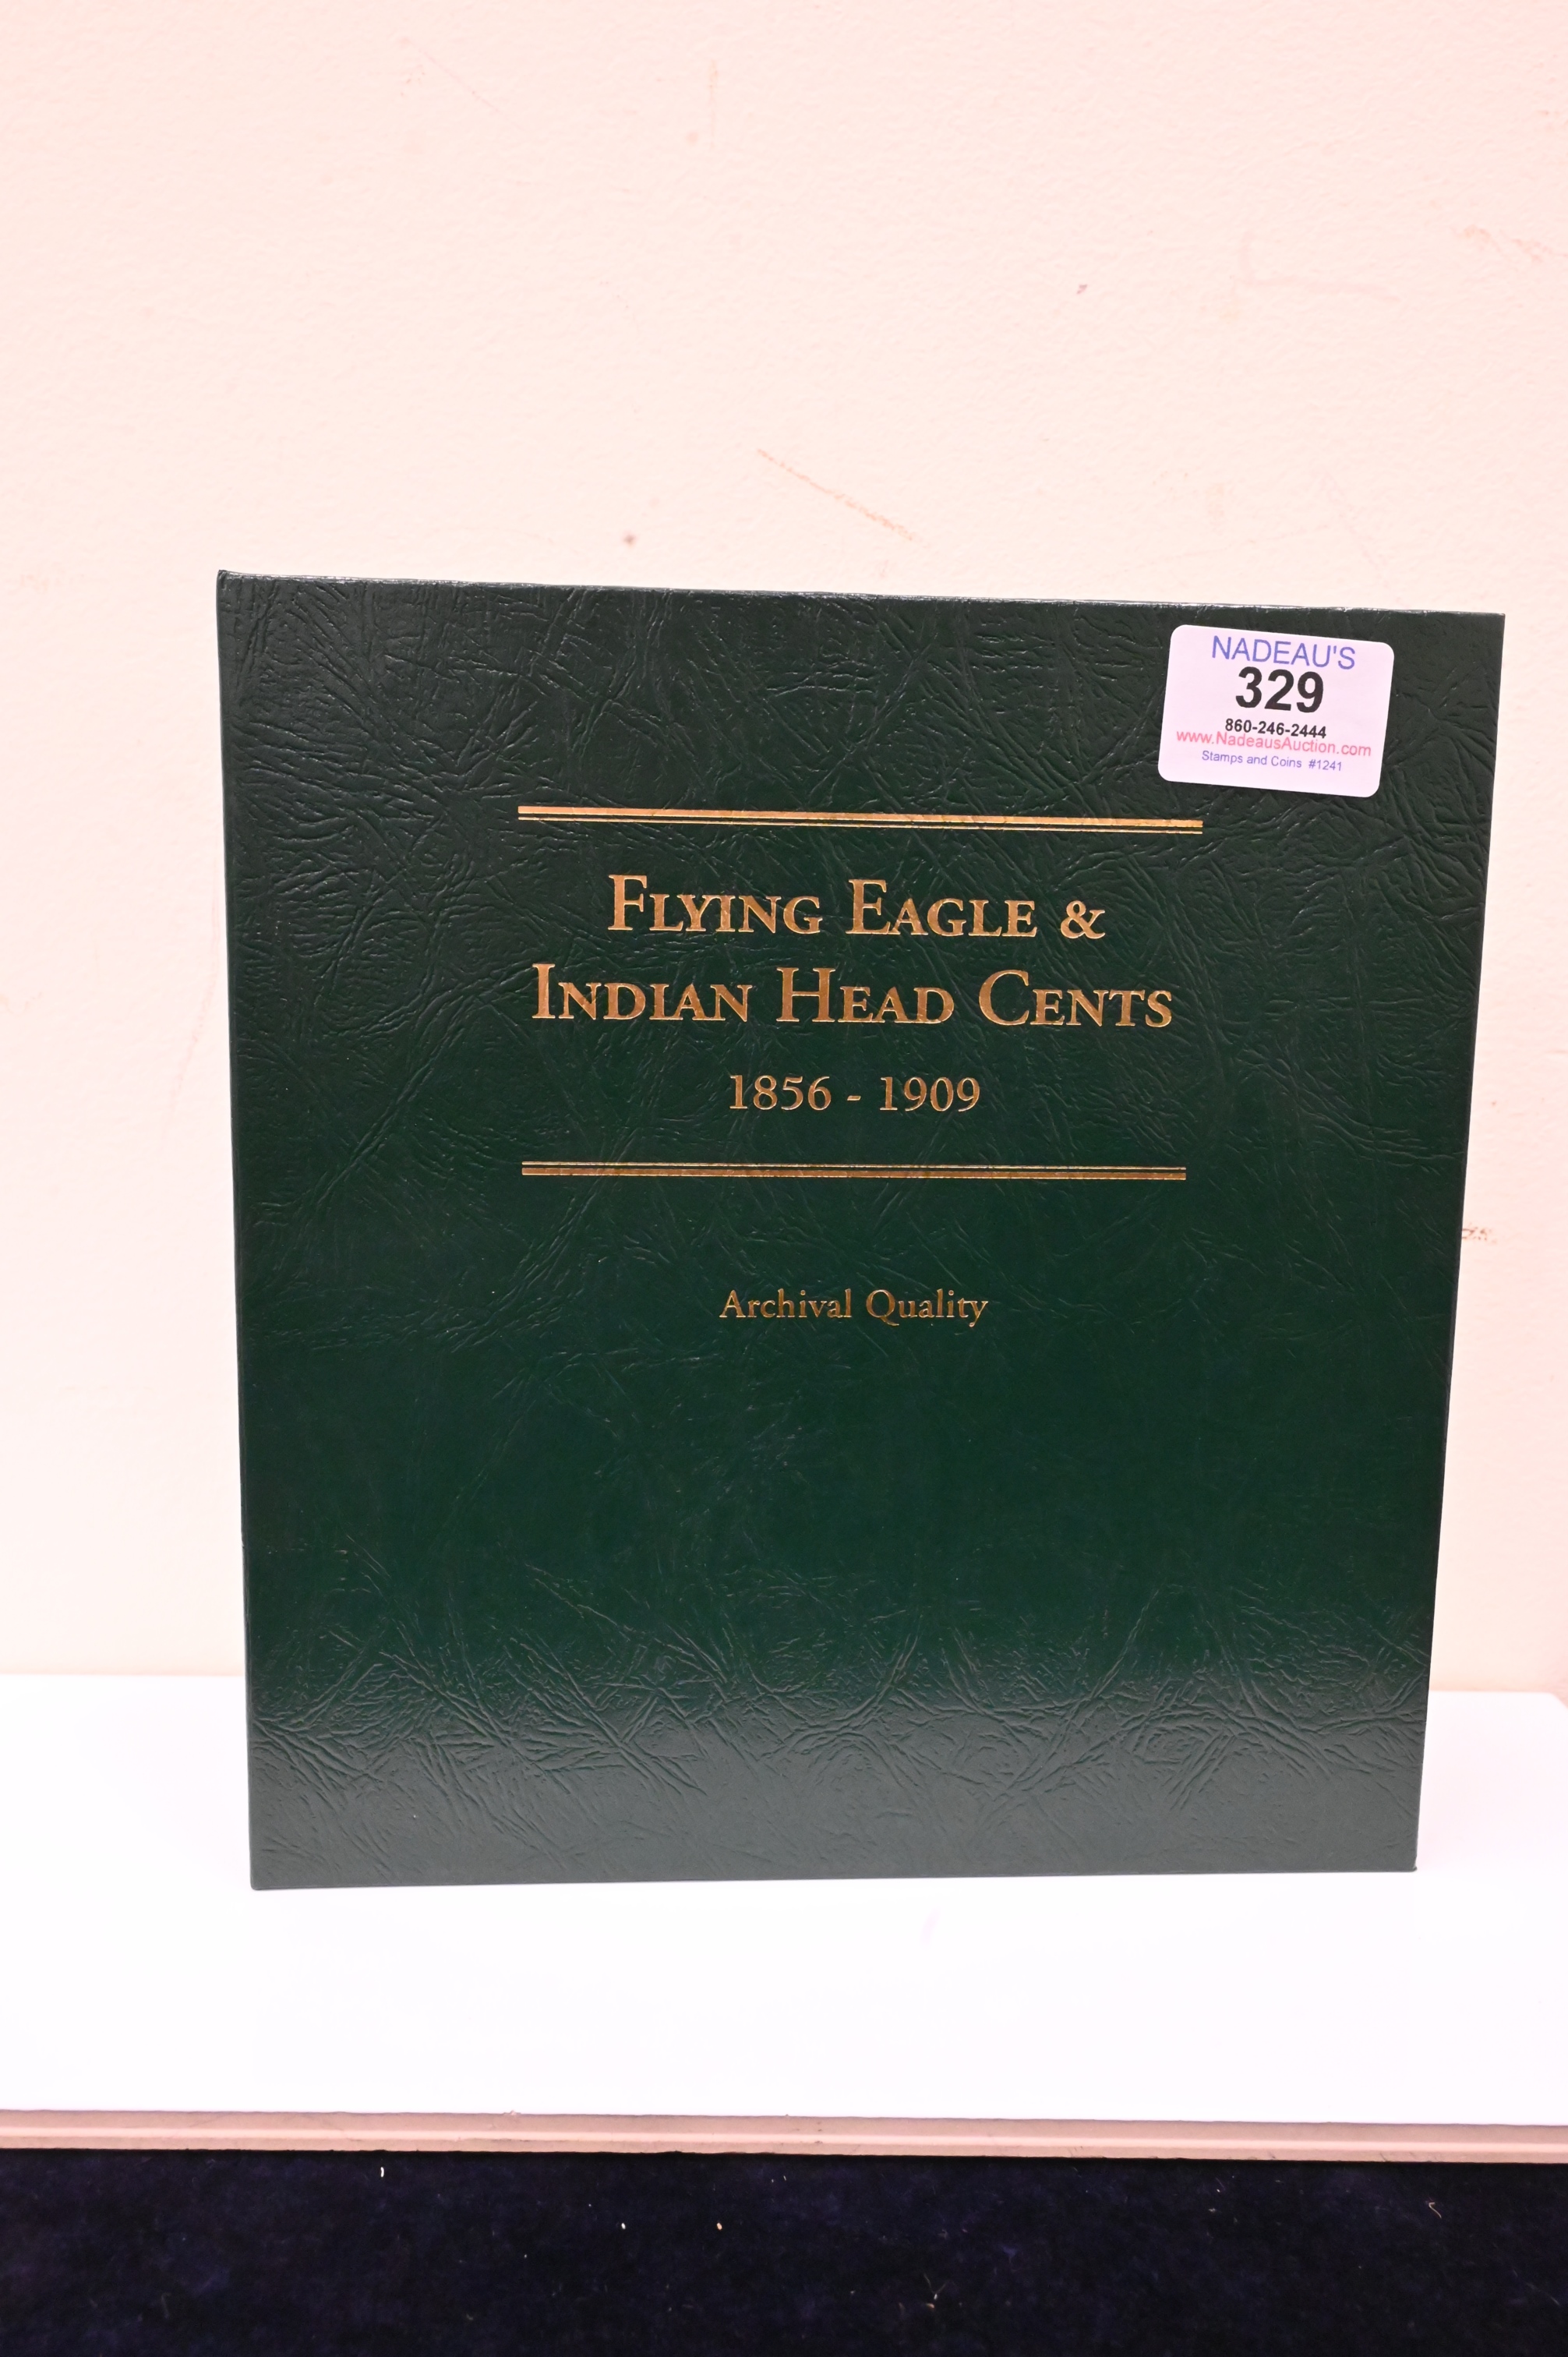 NADEAU'S
329
860-246-2444
www.NadeausAuction.com
Stamps and Coins #1241
FLYING EAGLE &
INDIAN HEAD CENTS
1856 - 1909
Archival Quality